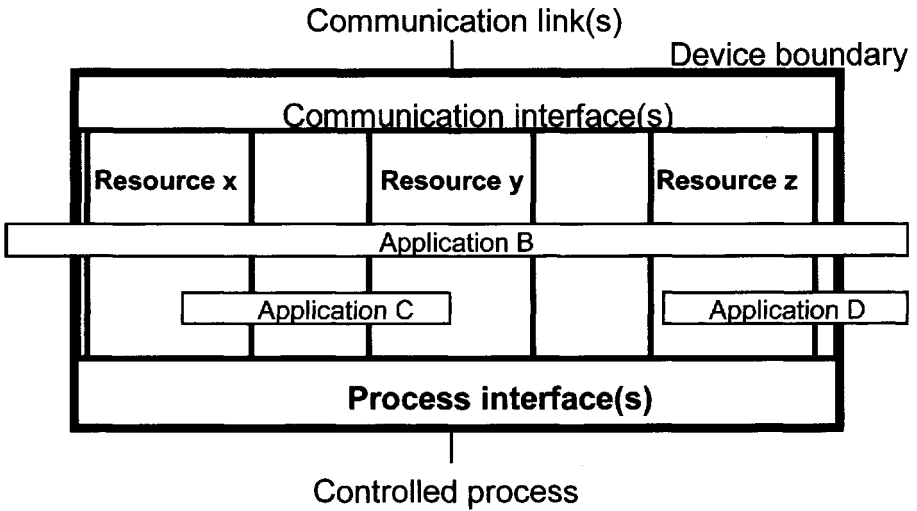 Communication link(s)
Device boundary
Communication interface(s)
Resource x
Resource y
Resource z
Application B
Application C
Application D
Process interface(s)
Controlled process